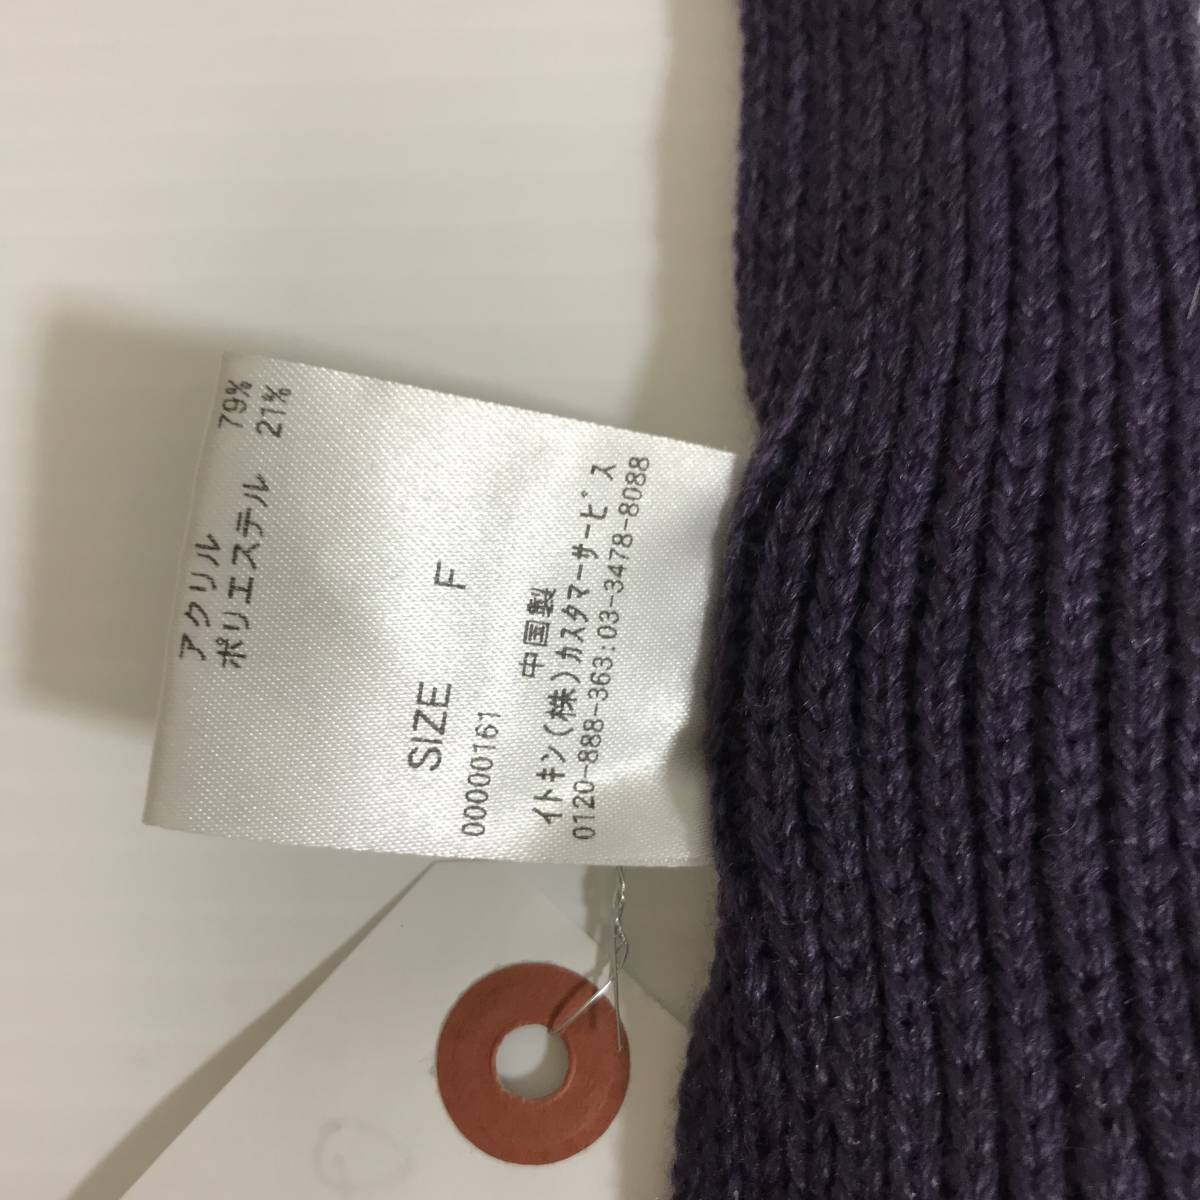 アクリル 79%
ポリエステル 21%
SIZE F
00000161
中国製
イトキン(株)カスタマーサービス
0120-888-363:03-3478-8088